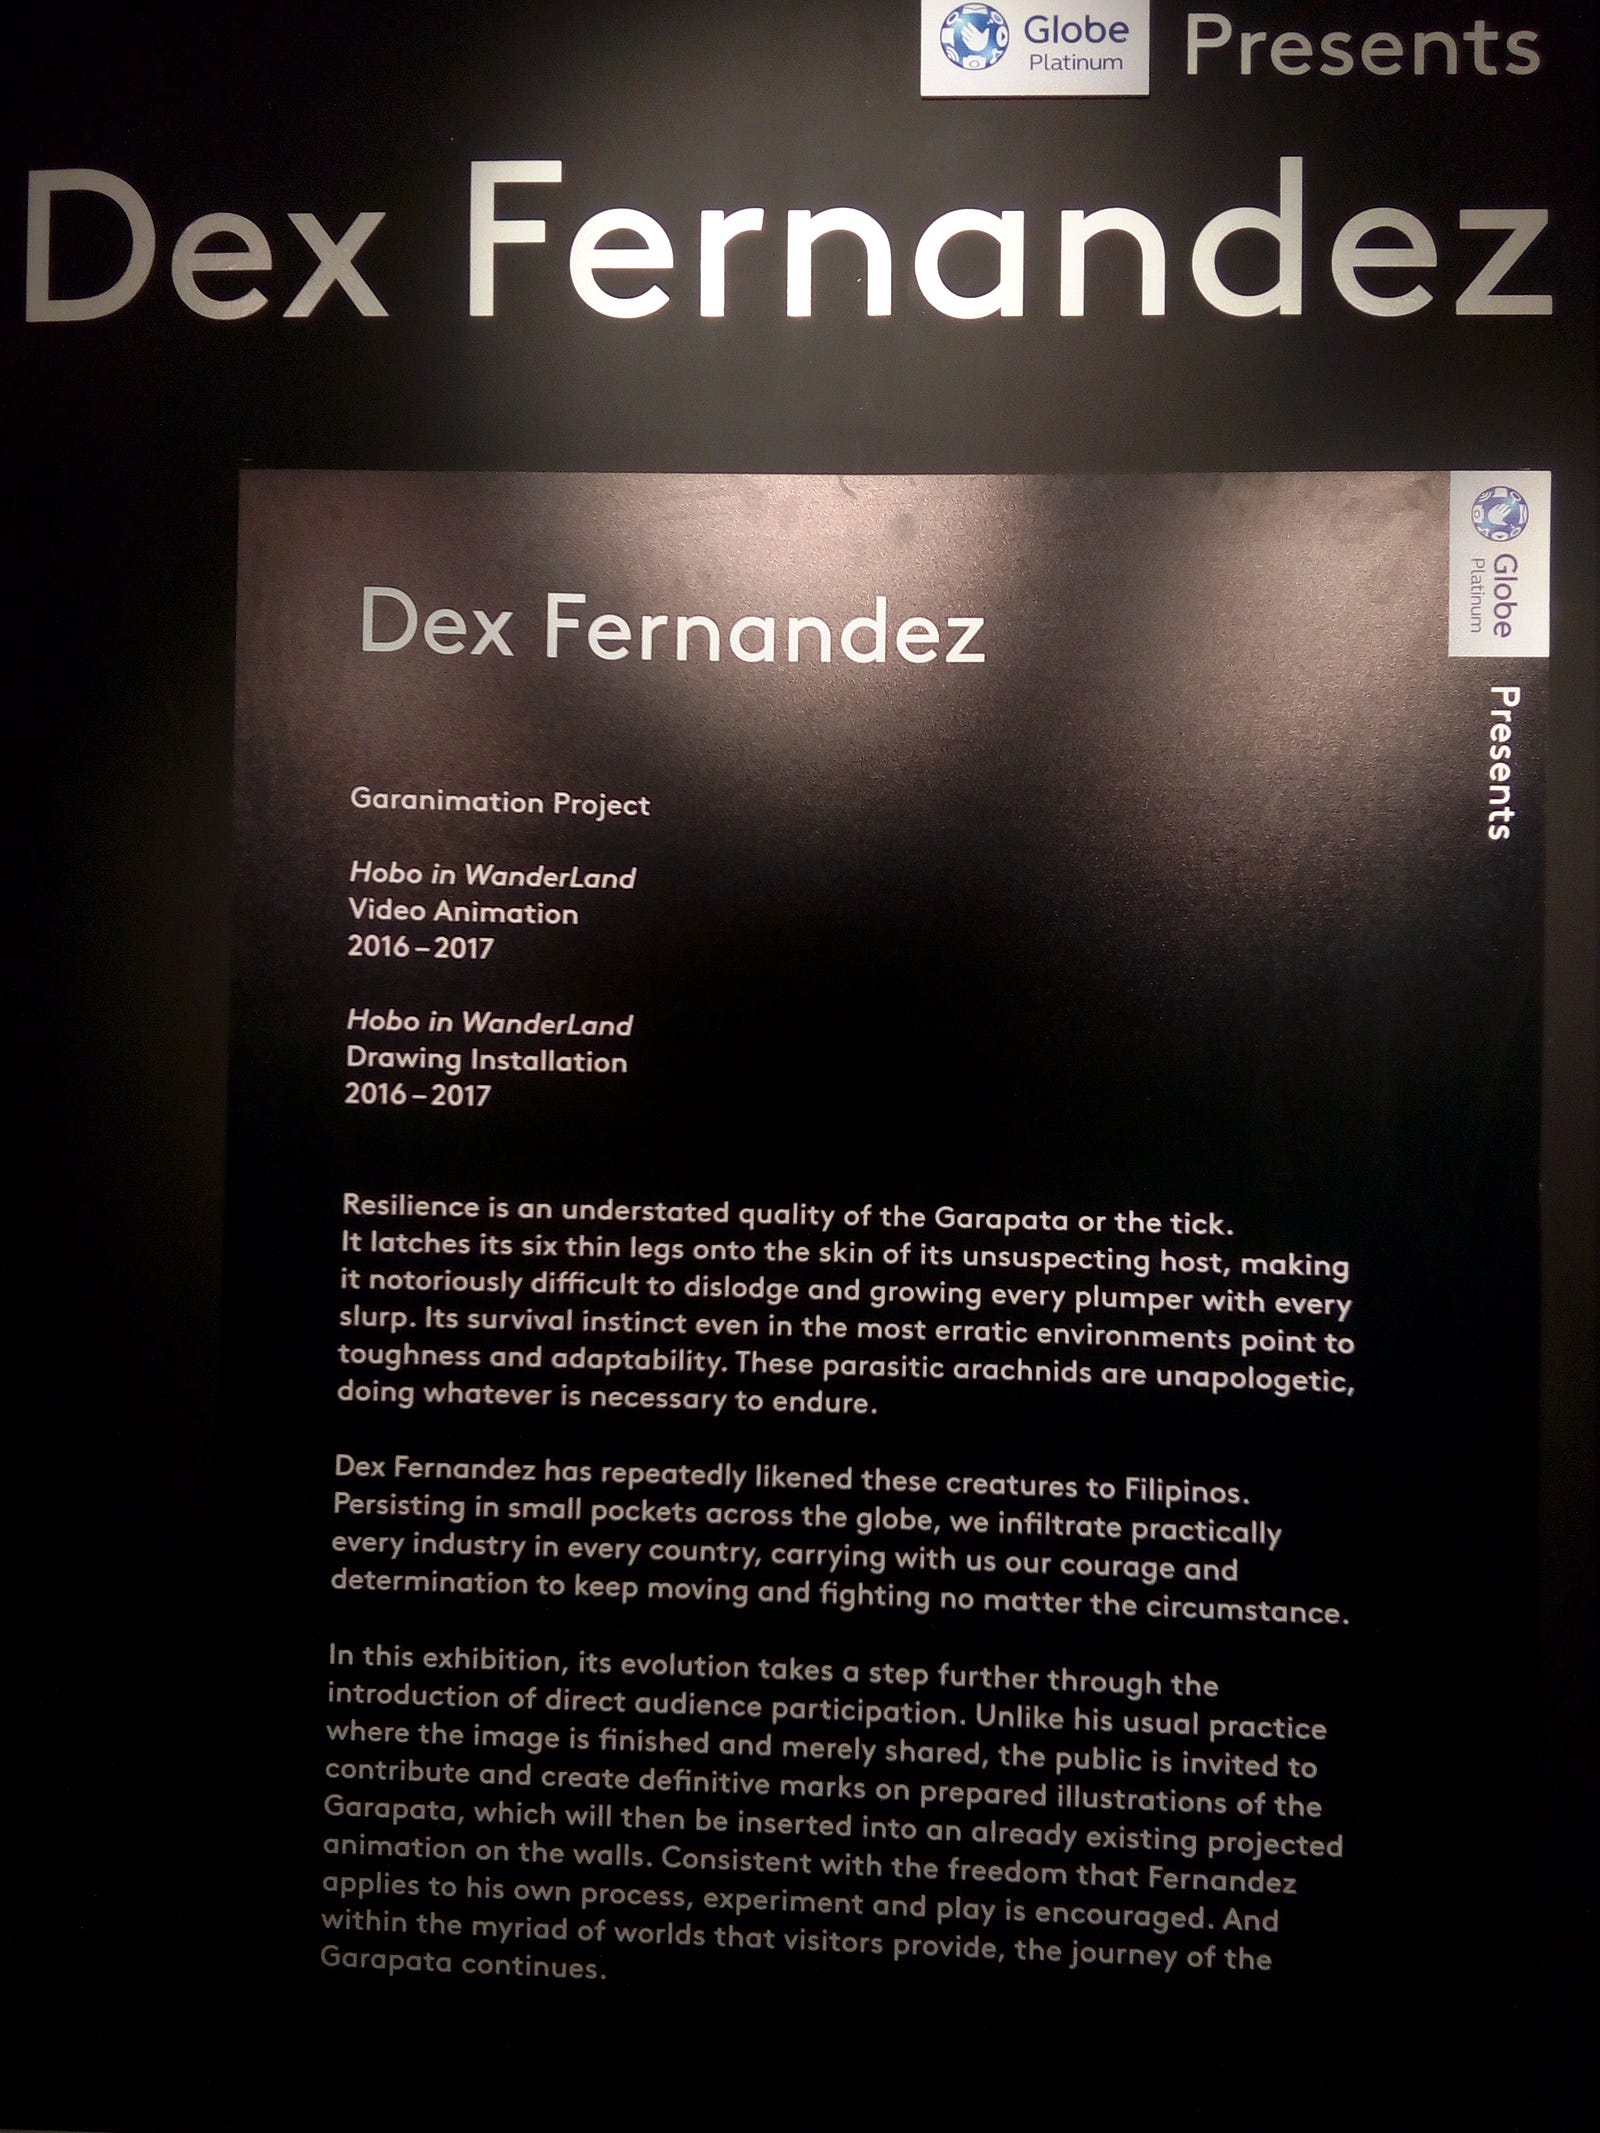 Globe
Platinum
Presents
Dex Fernandez
Globe
Platinum
Presents
Dex Fernandez
Garanimation Project
Hobo in WanderLand
Video Animation
2016 – 2017
Hobo in WanderLand
Drawing Installation
2016 – 2017
Resilience is an understated quality of the Garapata or the tick.
It latches its six thin legs onto the skin of its unsuspecting host, making
it notoriously difficult to dislodge and growing every plumper with every
slurp. Its survival instinct even in the most erratic environments point to
toughness and adaptability. These parasitic arachnids are unapologetic,
doing whatever is necessary to endure.
Dex Fernandez has repeatedly likened these creatures to Filipinos.
Persisting in small pockets across the globe, we infiltrate practically
every industry in every country, carrying with us our courage and
determination to keep moving and fighting no matter the circumstance.
In this exhibition, its evolution takes a step further through the
introduction of direct audience participation. Unlike his usual practice
where the image is finished and merely shared, the public is invited to
contribute and create definitive marks on prepared illustrations of the
Garapata, which will then be inserted into an already existing projected
animation on the walls. Consistent with the freedom that Fernandez
applies to his own process, experiment and play is encouraged. And
within the myriad of worlds that visitors provide, the journey of the
Garapata continues.